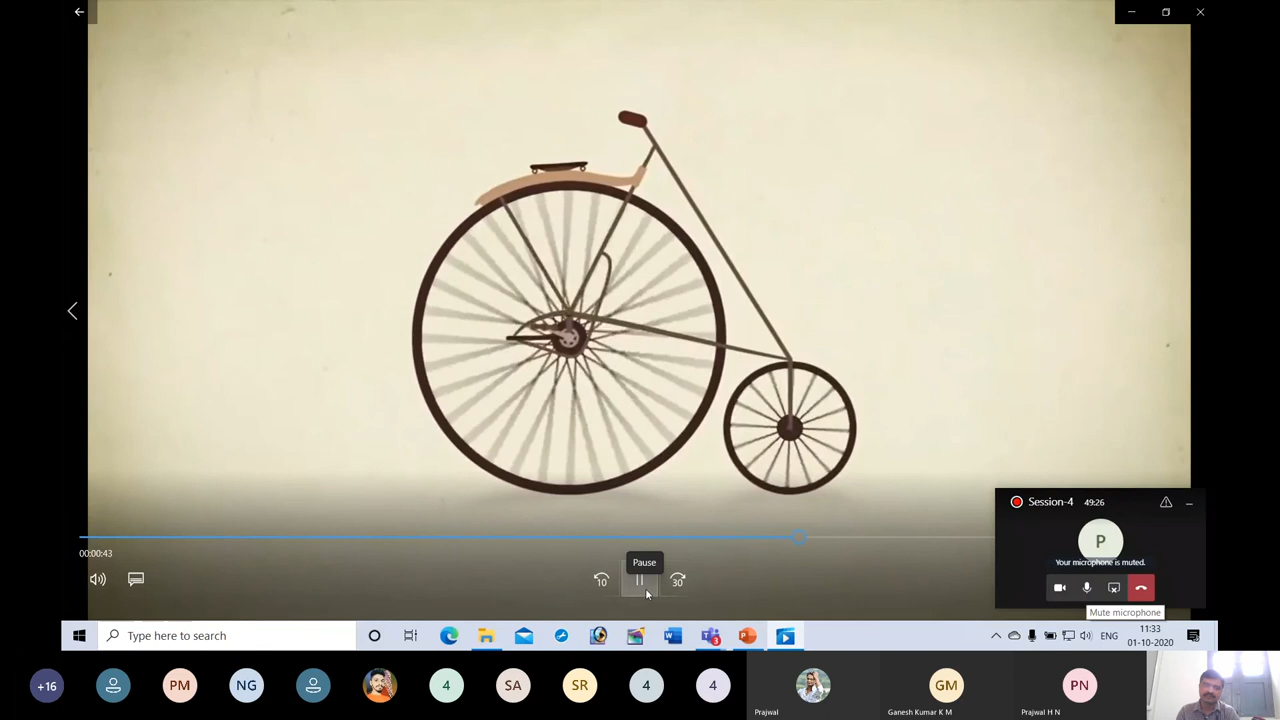 Session-4 49:26
P
Your microphone is muted.
Mute microphone
00:00:43
Pause
10
30
Type here to search
3
ENG
11:33
01-10-2020
+16
PM
NG
4
SA
SR
4
4
Prajwal
GM
Ganesh Kumar K M
PN
Prajwal H N